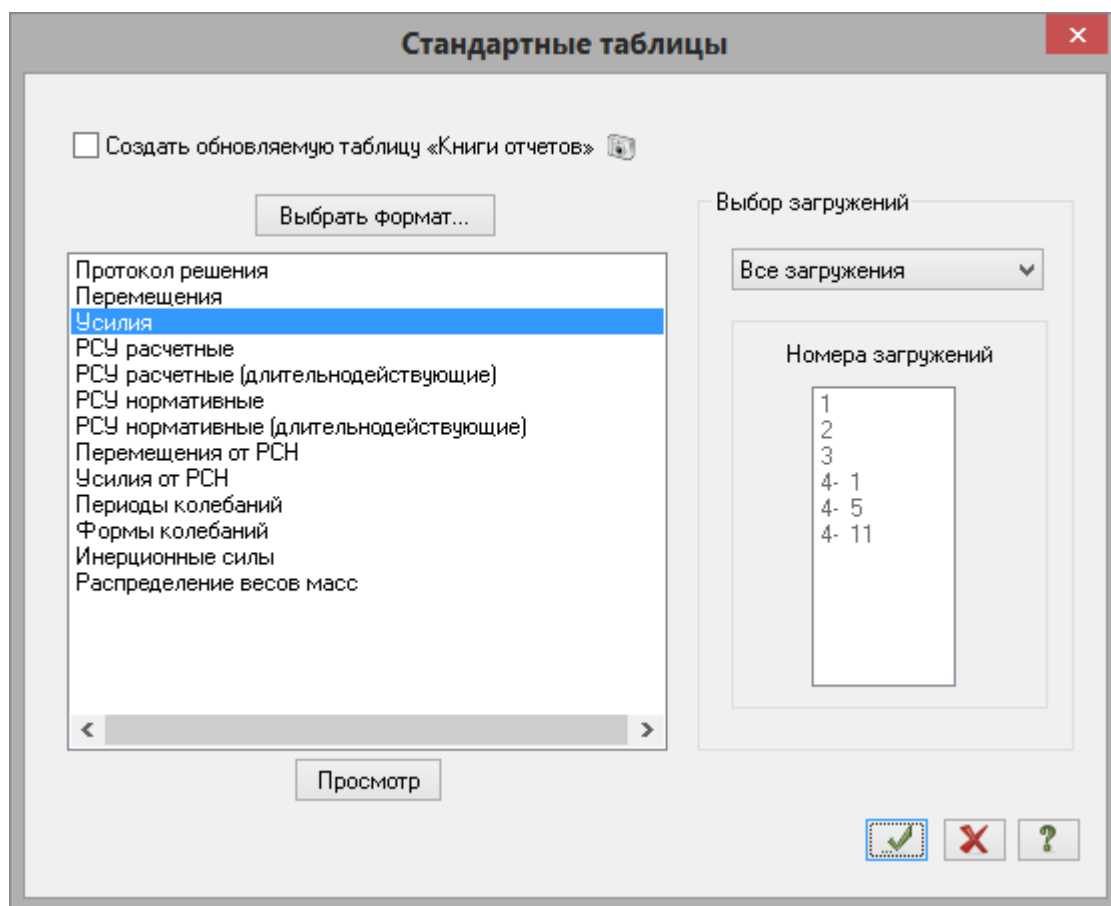 Стандартные таблицы
Создать обновляемую таблицу «Книги отчетов»
Выбрать формат...
Протокол решения
Перемещения
Усилия
РСУ расчетные
РСУ расчетные (длительнодействующие)
РСУ нормативные
РСУ нормативные (длительнодействующие)
Перемещения от РСН
Усилия от РСН
Периоды колебаний
Формы колебаний
Инерционные силы
Распределение весов масс
Просмотр
Выбор загружений
Все загружения
Номера загружений
1
2
3
4- 1
4- 5
4- 11